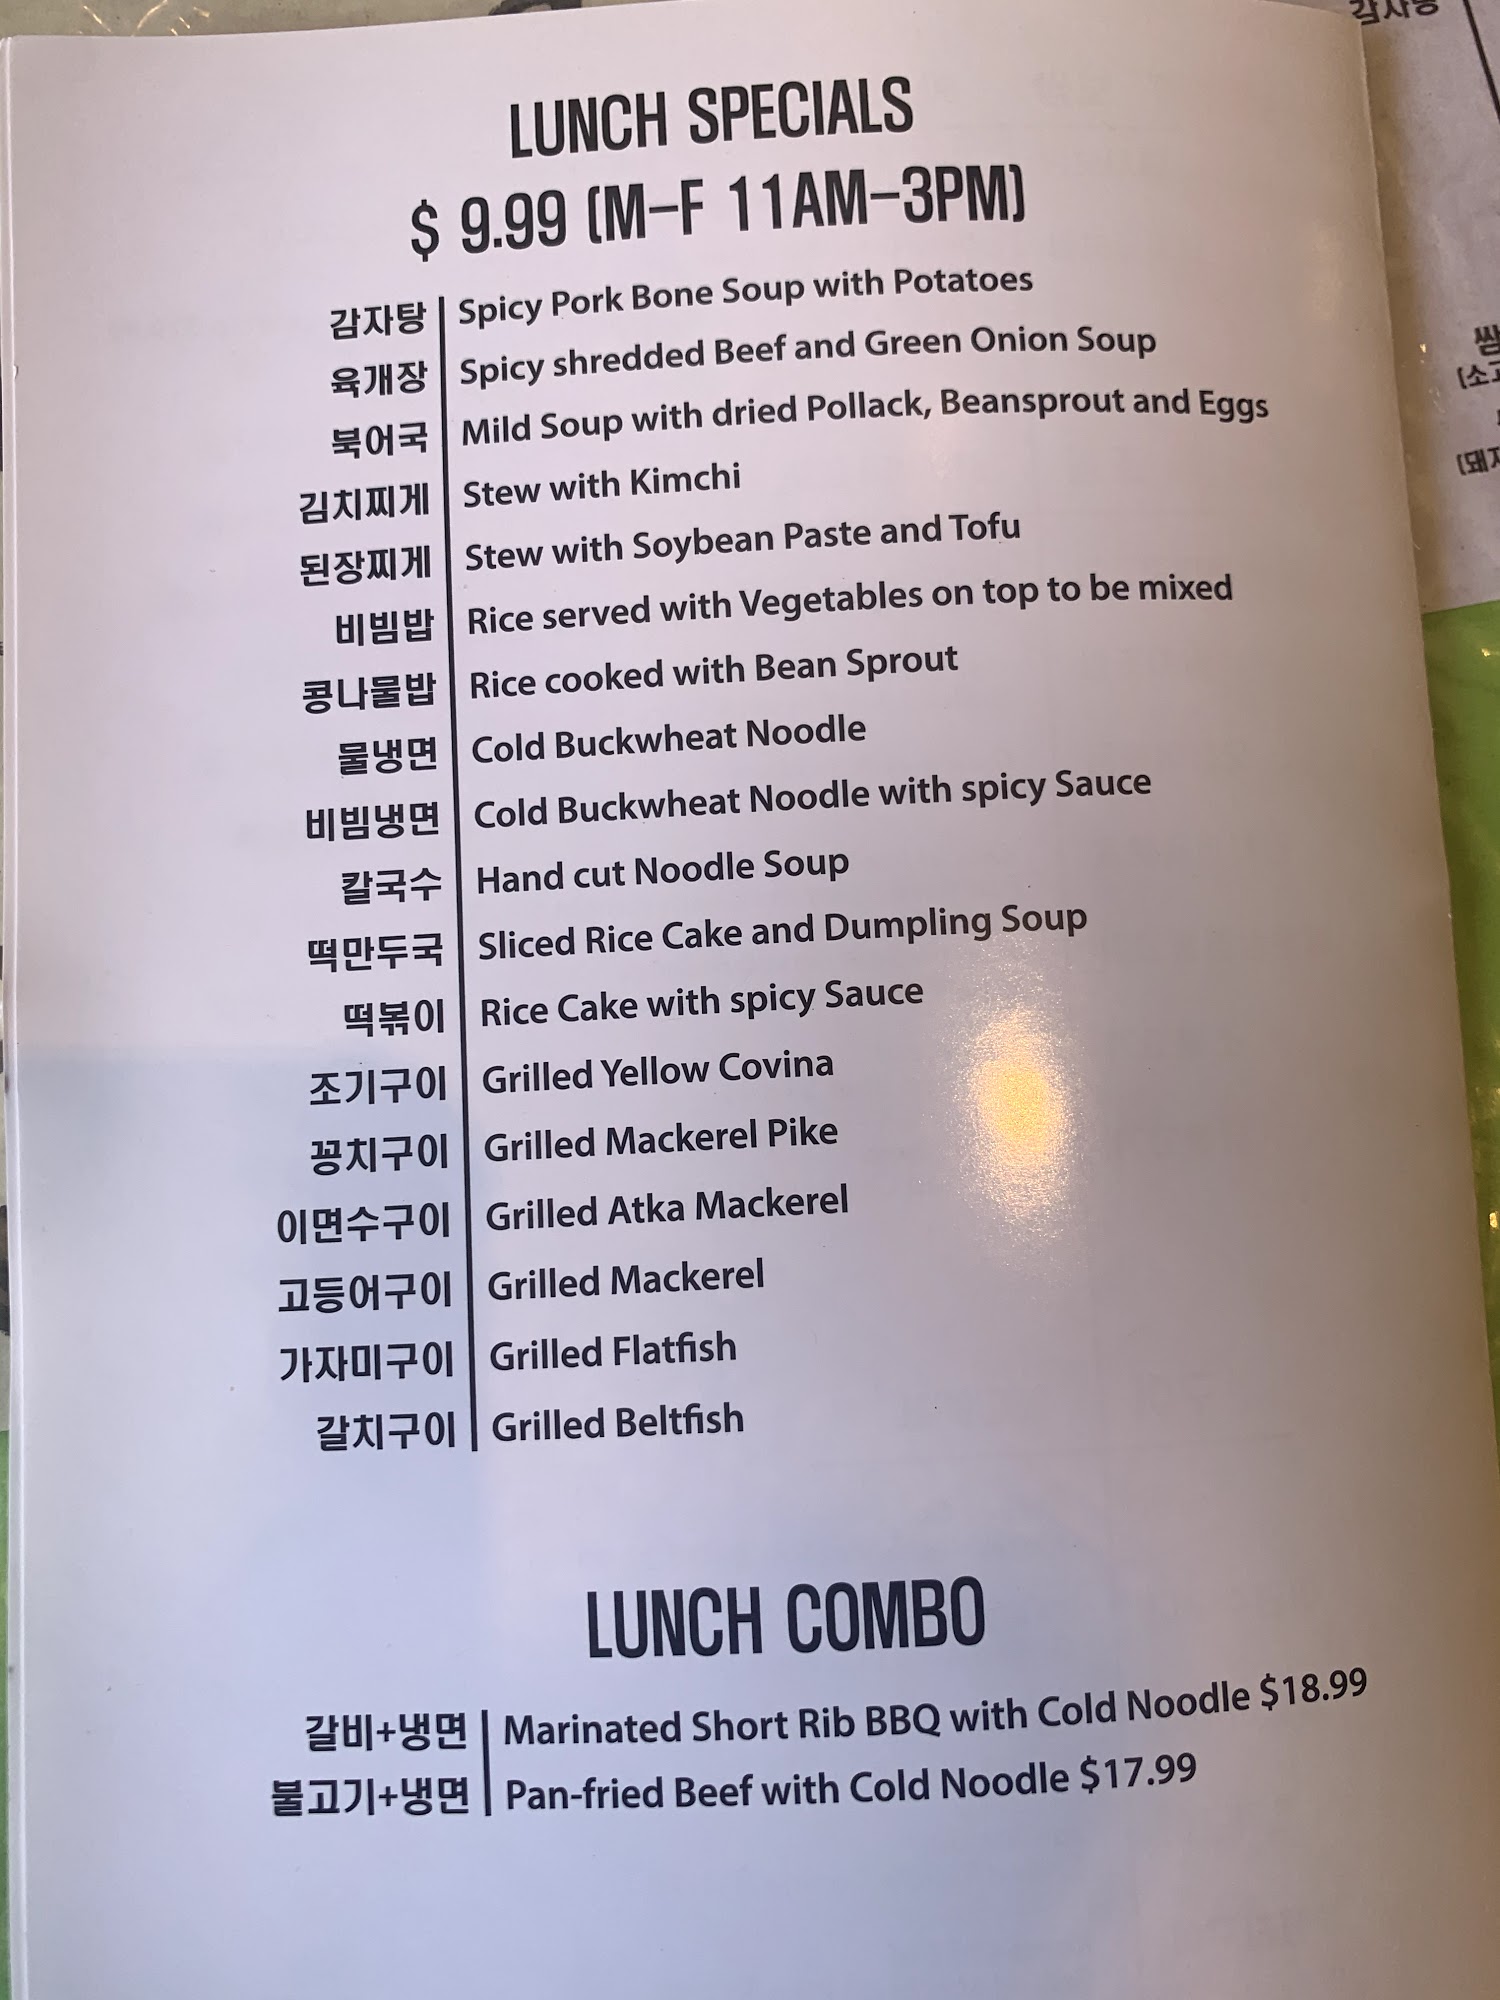 LUNCH SPECIALS
$ 9.99 (M-F 11AM-3PM)
감자탕 Spicy Pork Bone Soup with Potatoes
육개장 Spicy shredded Beef and Green Onion Soup
북어국 Mild Soup with dried Pollack, Beansprout and Eggs
김치찌게 Stew with Kimchi
된장찌게 Stew with Soybean Paste and Tofu
비빔밥 Rice served with Vegetables on top to be mixed
콩나물밥 Rice cooked with Bean Sprout
물냉면 Cold Buckwheat Noodle
비빔냉면 Cold Buckwheat Noodle with spicy Sauce
칼국수 Hand cut Noodle Soup
떡만두국 Sliced Rice Cake and Dumpling Soup
떡볶이 Rice Cake with spicy Sauce
조기구이 Grilled Yellow Covina
꽁치구이 Grilled Mackerel Pike
이면수구이 Grilled Atka Mackerel
고등어구이 Grilled Mackerel
가자미구이 Grilled Flatfish
갈치구이 Grilled Beltfish
LUNCH COMBO
갈비+냉면 Marinated Short Rib BBQ with Cold Noodle $18.99
불고기+냉면 Pan-fried Beef with Cold Noodle $17.99